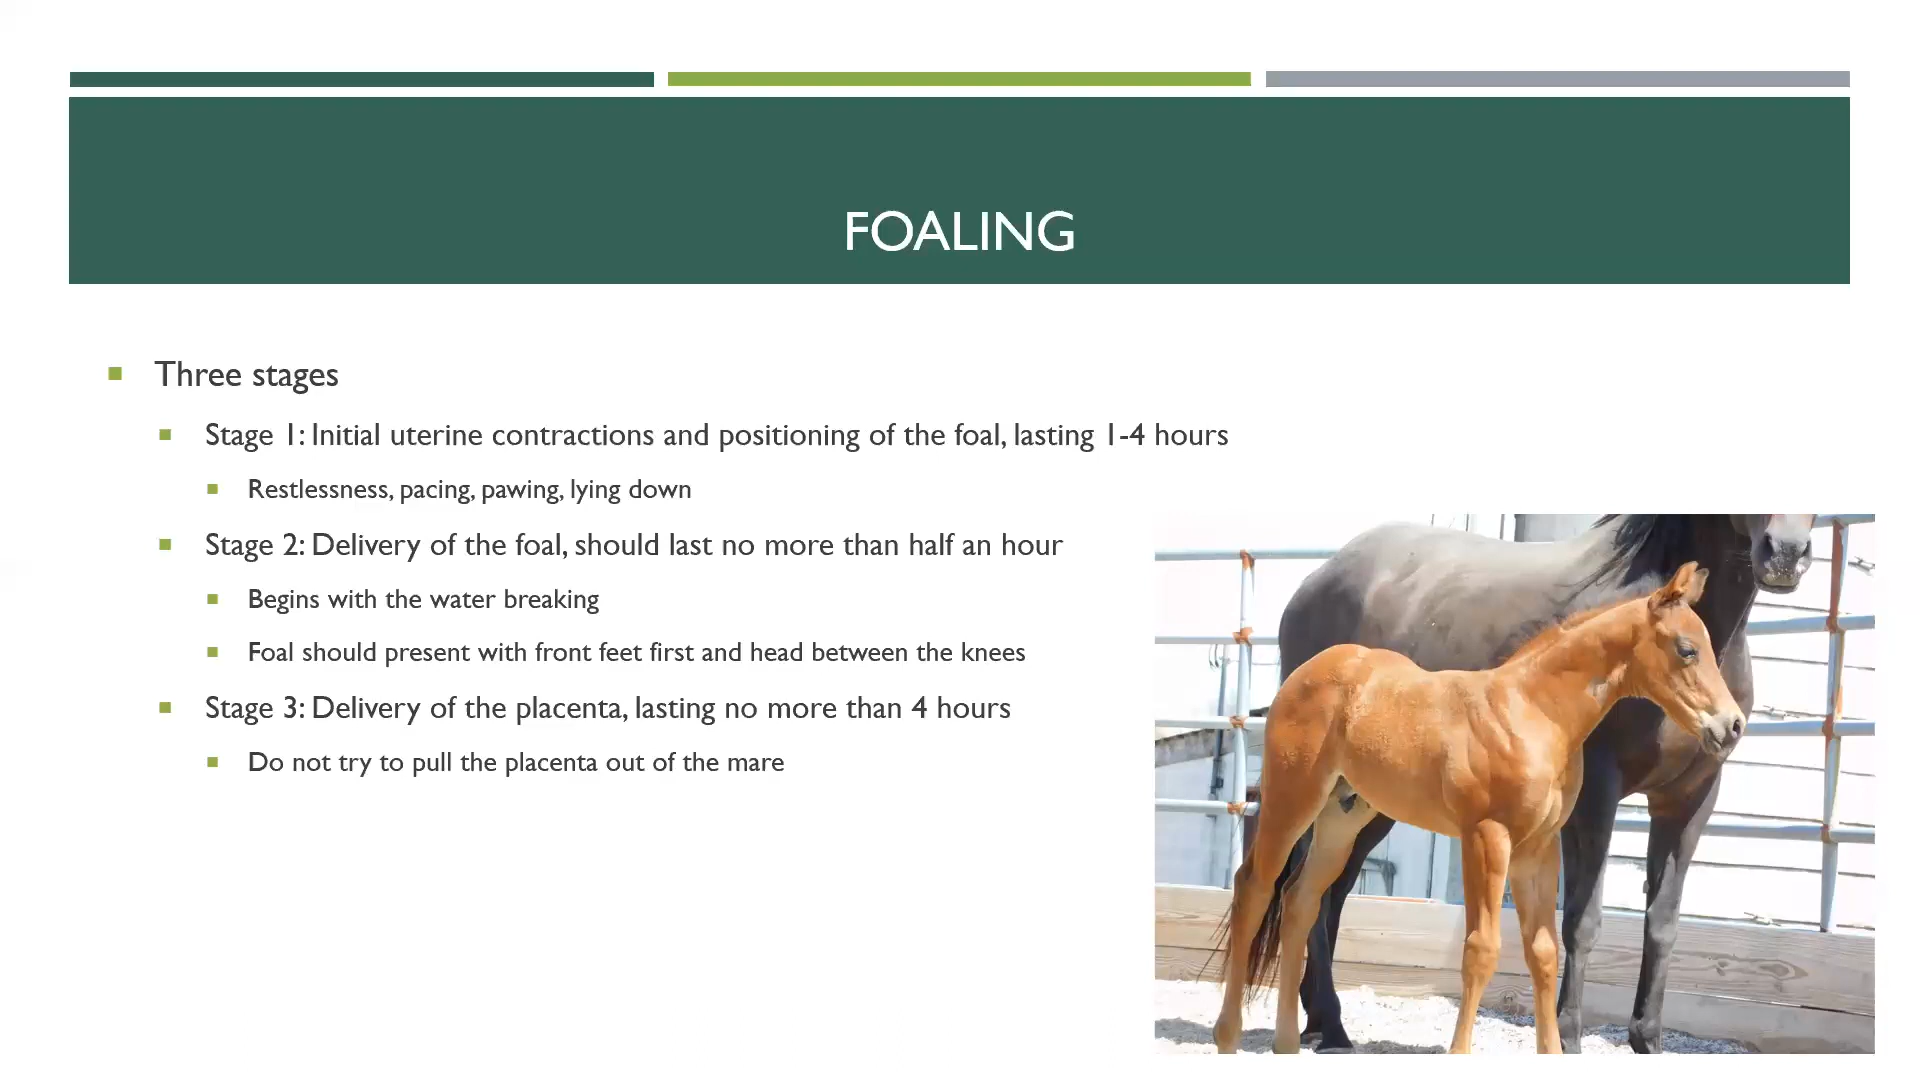 FOALING
Three stages
Stage 1: Initial uterine contractions and positioning of the foal, lasting 1-4 hours
Restlessness, pacing, pawing, lying down
Stage 2: Delivery of the foal, should last no more than half an hour
Begins with the water breaking
Foal should present with front feet first and head between the knees
Stage 3: Delivery of the placenta, lasting no more than 4 hours
Do not try to pull the placenta out of the mare